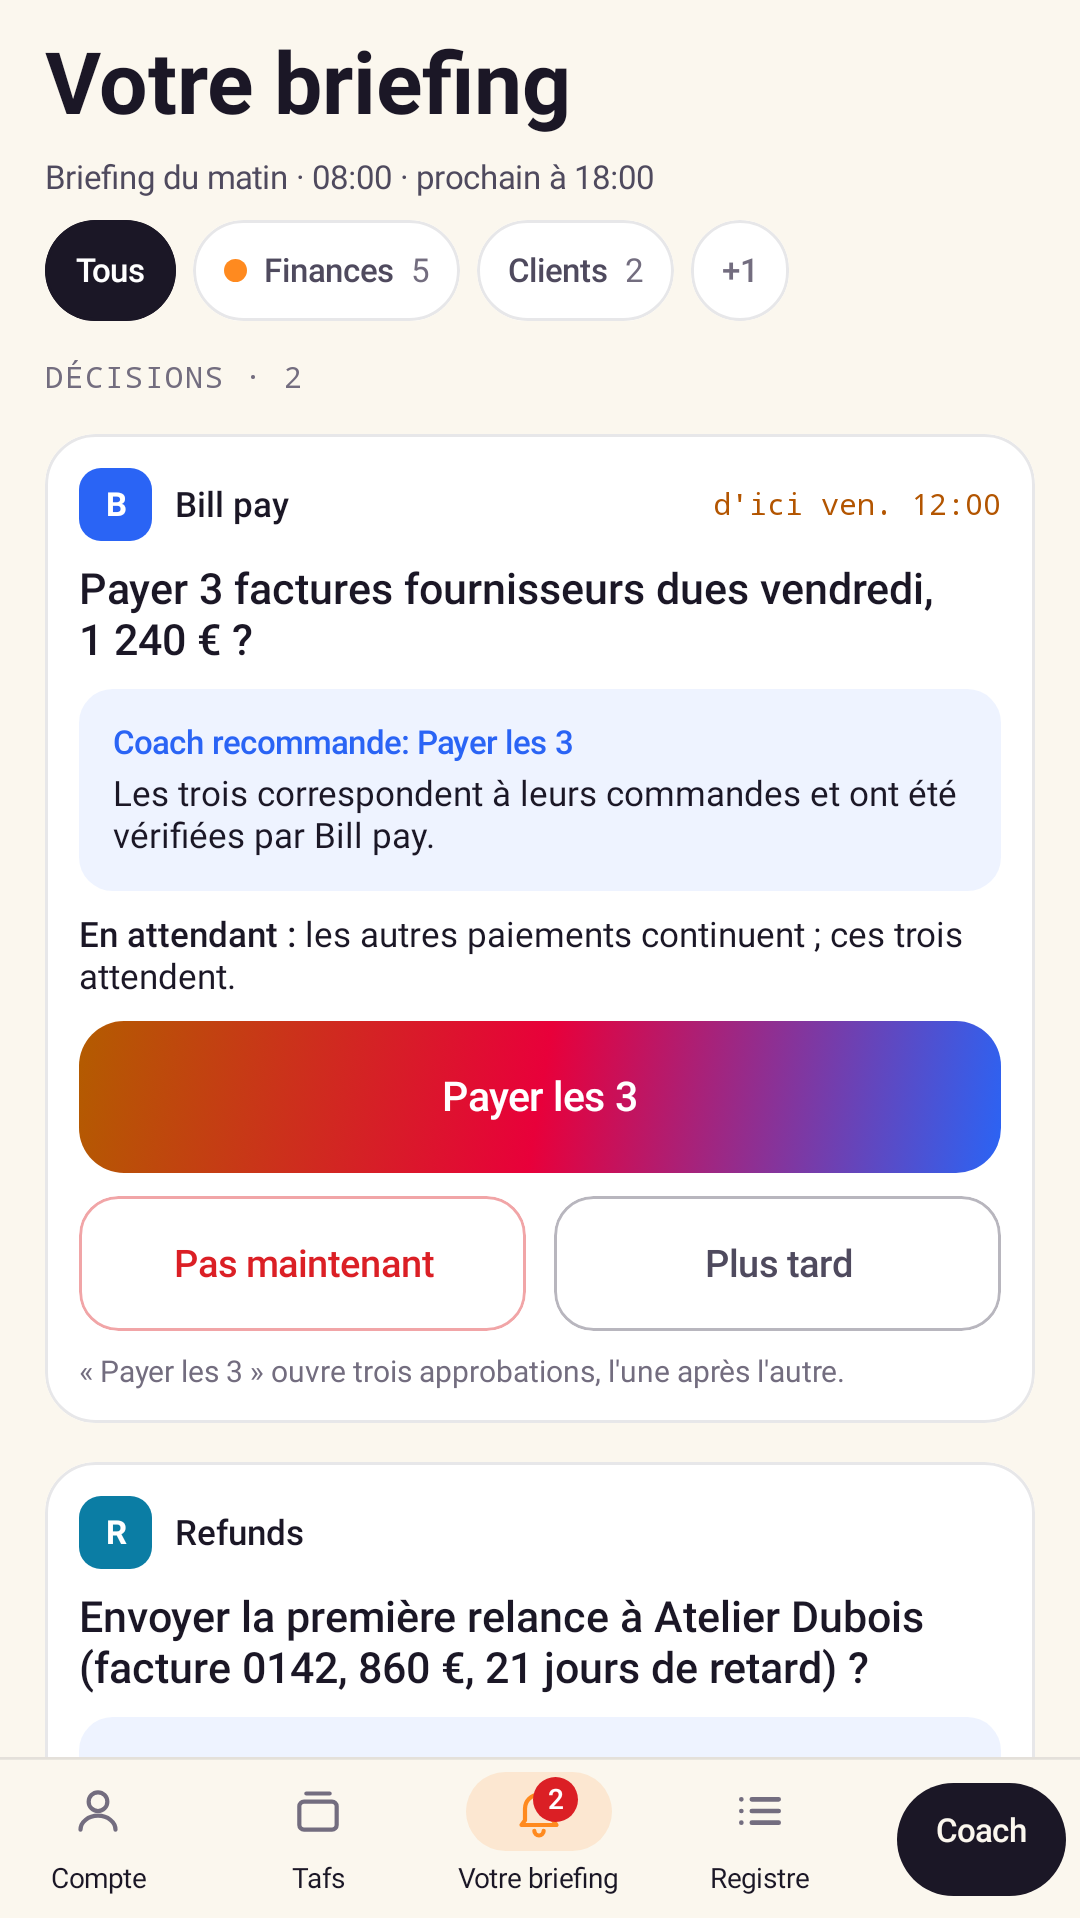 Votre briefing
Briefing du matin · 08:00 · prochain à 18:00
Tous
Finances 5
Clients 2
+1
DÉCISIONS · 2
B
Bill pay
d'ici ven. 12:00
Payer 3 factures fournisseurs dues vendredi,
1 240 € ?
Coach recommande: Payer les 3
Les trois correspondent à leurs commandes et ont été
vérifiées par Bill pay.
En attendant : les autres paiements continuent ; ces trois
attendent.
Payer les 3
Pas maintenant
Plus tard
« Payer les 3 » ouvre trois approbations, l'une après l'autre.
R
Refunds
Envoyer la première relance à Atelier Dubois
(facture 0142, 860 €, 21 jours de retard) ?
2
Compte
Tafs
Votre briefing
Registre
Coach